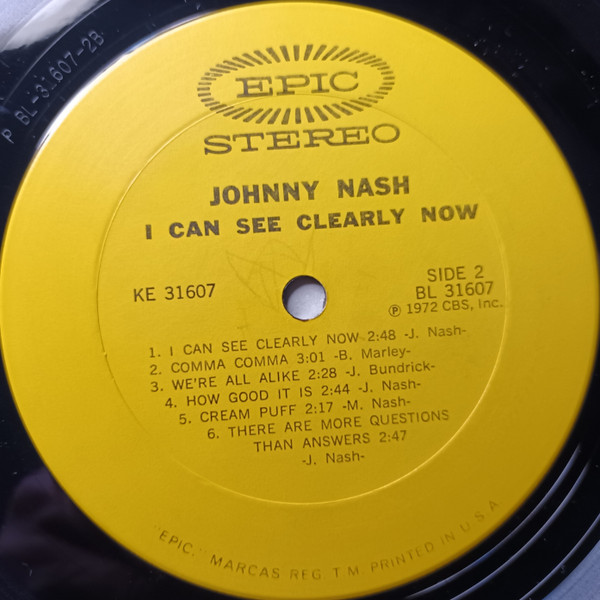 P BL-31607-2B
EPIC
STEREO
JOHNNY NASH
I CAN SEE CLEARLY NOW
KE 31607
SIDE 2
BL 31607
Ⓟ 1972 CBS, Inc.
1. I CAN SEE CLEARLY NOW 2:48 -J. Nash-
2. COMMA COMMA 3:01 -B. Marley-
3. WE'RE ALL ALIKE 2:28 -J. Bundrick-
4. HOW GOOD IT IS 2:44 -J. Nash-
5. CREAM PUFF 2:17 -M. Nash-
6. THERE ARE MORE QUESTIONS
THAN ANSWERS 2:47
-J. Nash-
"EPIC," MARCAS REG. T.M. PRINTED IN U.S.A.